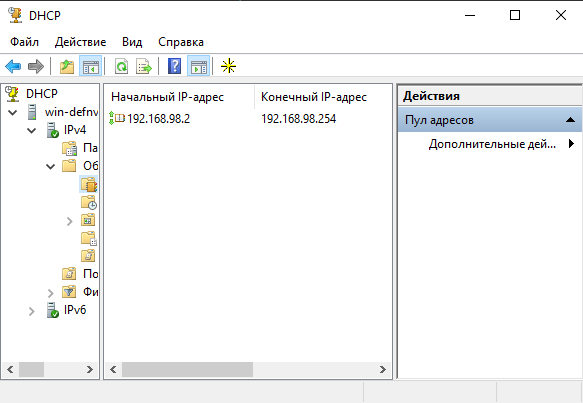 DHCP
Файл Действие Вид Справка
DHCP
win-defnv
IPv4
Па
Об
По
Фи
IPv6
Начальный IP-адрес Конечный IP-адрес
192.168.98.2 192.168.98.254
Действия
Пул адресов
Дополнительные дей...